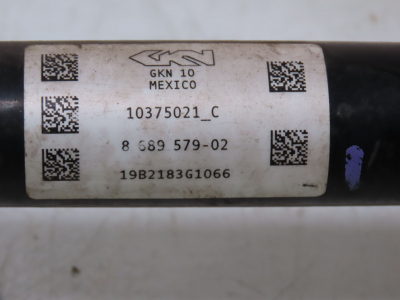 GKN
GKN 10
MEXICO
10375021_C
8 689 579-02
19B2183G1066